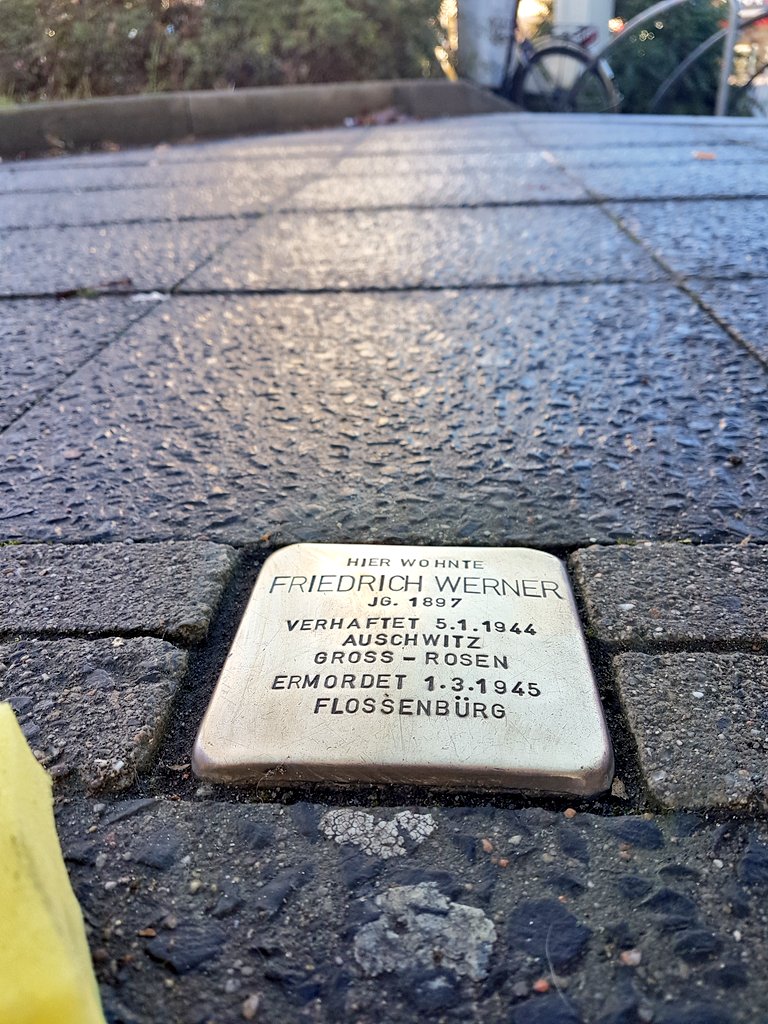 HIER WOHNTE
FRIEDRICH WERNER
JG. 1897
VERHAFTET 5.1.1944
AUSCHWITZ
GROSS-ROSEN
ERMORDET 1.3.1945
FLOSSENBÜRG